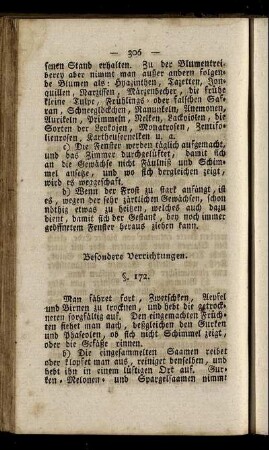 — 306 —
fenen Stand erhalten. Zu der Blumentrei-
berey aber nimmt man außer andern folgen-
de Blumen als: Hyazinthen, Tazetten, Jon-
quillen, Narzissen, Märzenbecher, die frühe
kleine Tulpe, Frühlings- oder falschen Saf-
ran, Schneeglöckchen, Ranunkeln, Anemonen,
Aurikeln, Primmeln, Nelken, Lackviolen, die
Sorten der Levkojen, Monatrosen, Zentifo-
lienrosen, Kartheusernelken u. a.
c) Die Fenster werden täglich aufgemacht,
und das Zimmer durchgelüftet, damit sich
an die Gewächse nicht Fäulniß und Schim-
mel ansetze, und wo sich dergleichen zeigt,
wird es weggeschaft.
d) Wenn der Frost zu stark anfängt, ist
es, wegen der sehr zärtlichen Gewächsen, schon
nöthig etwas zu heitzen, welches auch dazu
dient, damit sich der Gestank, bey noch immer
geöffnetem Fenster heraus ziehen kann.
Besondere Verrichtungen.
§. 172.
Man fähret fort, Zwetschken, Aepfel
und Birnen zu trocknen, und hebt die getrock-
neten sorgfältig auf. Den eingemachten Früch-
ten siehet man nach, desgleichen den Gurken
und Phaseolen, ob sich nicht Schimmel zeigt,
oder die Gefäße rinnen.
b) Die eingesammelten Saamen reibet
oder klopfet man aus, reiniget denselben, und
hebt ihn in einem lüftigen Ort auf. Gur-
ken- Melonen- und Spargelsaamen nimmt